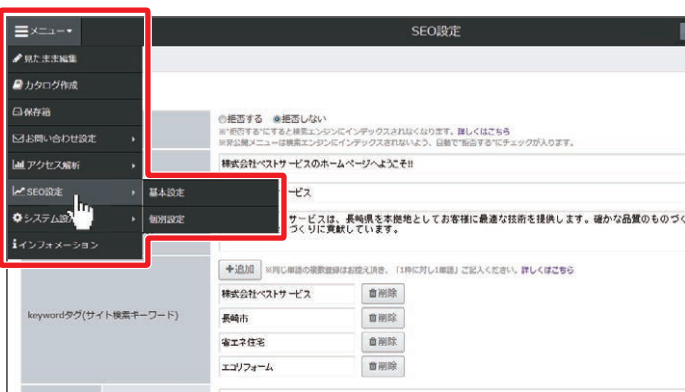 メニュー
SEO設定
見たまま編集
カタログ作成
保存箱
お問い合わせ設定
アクセス解析
SEO設定
基本設定
個別設定
システム設
インフォメーション
拒否する 拒否しない
※"拒否する"にすると検索エンジンにインデックスされなくなります。詳しくはこちら
※非公開メニューは検索エンジンにインデックスされないよう、自動で"拒否する"にチェックが入ります。
株式会社ベストサービスのホームページへようこそ!!
ービス
サービスは、長崎県を本拠地としてお客様に最適な技術を提供します。確かな品質のものづく
づくりに貢献しています。
+追加 ※同じ単語の複数登録はお控え頂き、「1枠に対し1単語」ご記入ください。詳しくはこちら
keywordタグ(サイト検索キーワード)
株式会社ベストサービス 削除
長崎市 削除
省エネ住宅 削除
エコリフォーム 削除